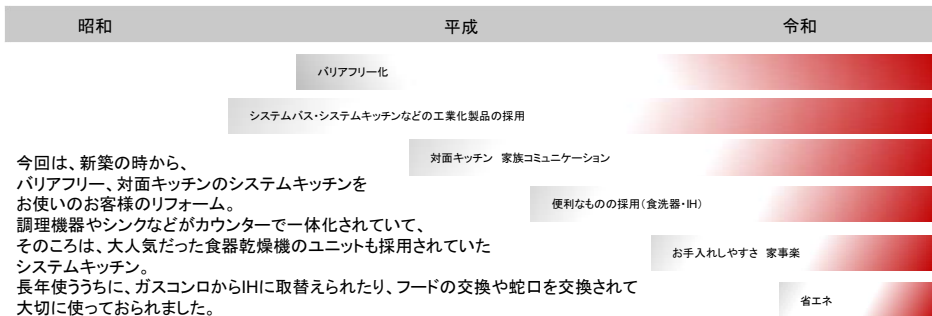 昭和 平成 令和
バリアフリー化
システムバス・システムキッチンなどの工業化製品の採用
対面キッチン 家族コミュニケーション
今回は、新築の時から、
バリアフリー、対面キッチンのシステムキッチンを
お使いのお客様のリフォーム。
便利なものの採用(食洗器・IH)
調理機器やシンクなどがカウンターで一体化されていて、
そのころは、大人気だった食器乾燥機のユニットも採用されていた
システムキッチン。
お手入れしやすさ 家事楽
長年使ううちに、ガスコンロからIHに取替えられたり、フードの交換や蛇口を交換されて
大切に使っておられました。
省エネ